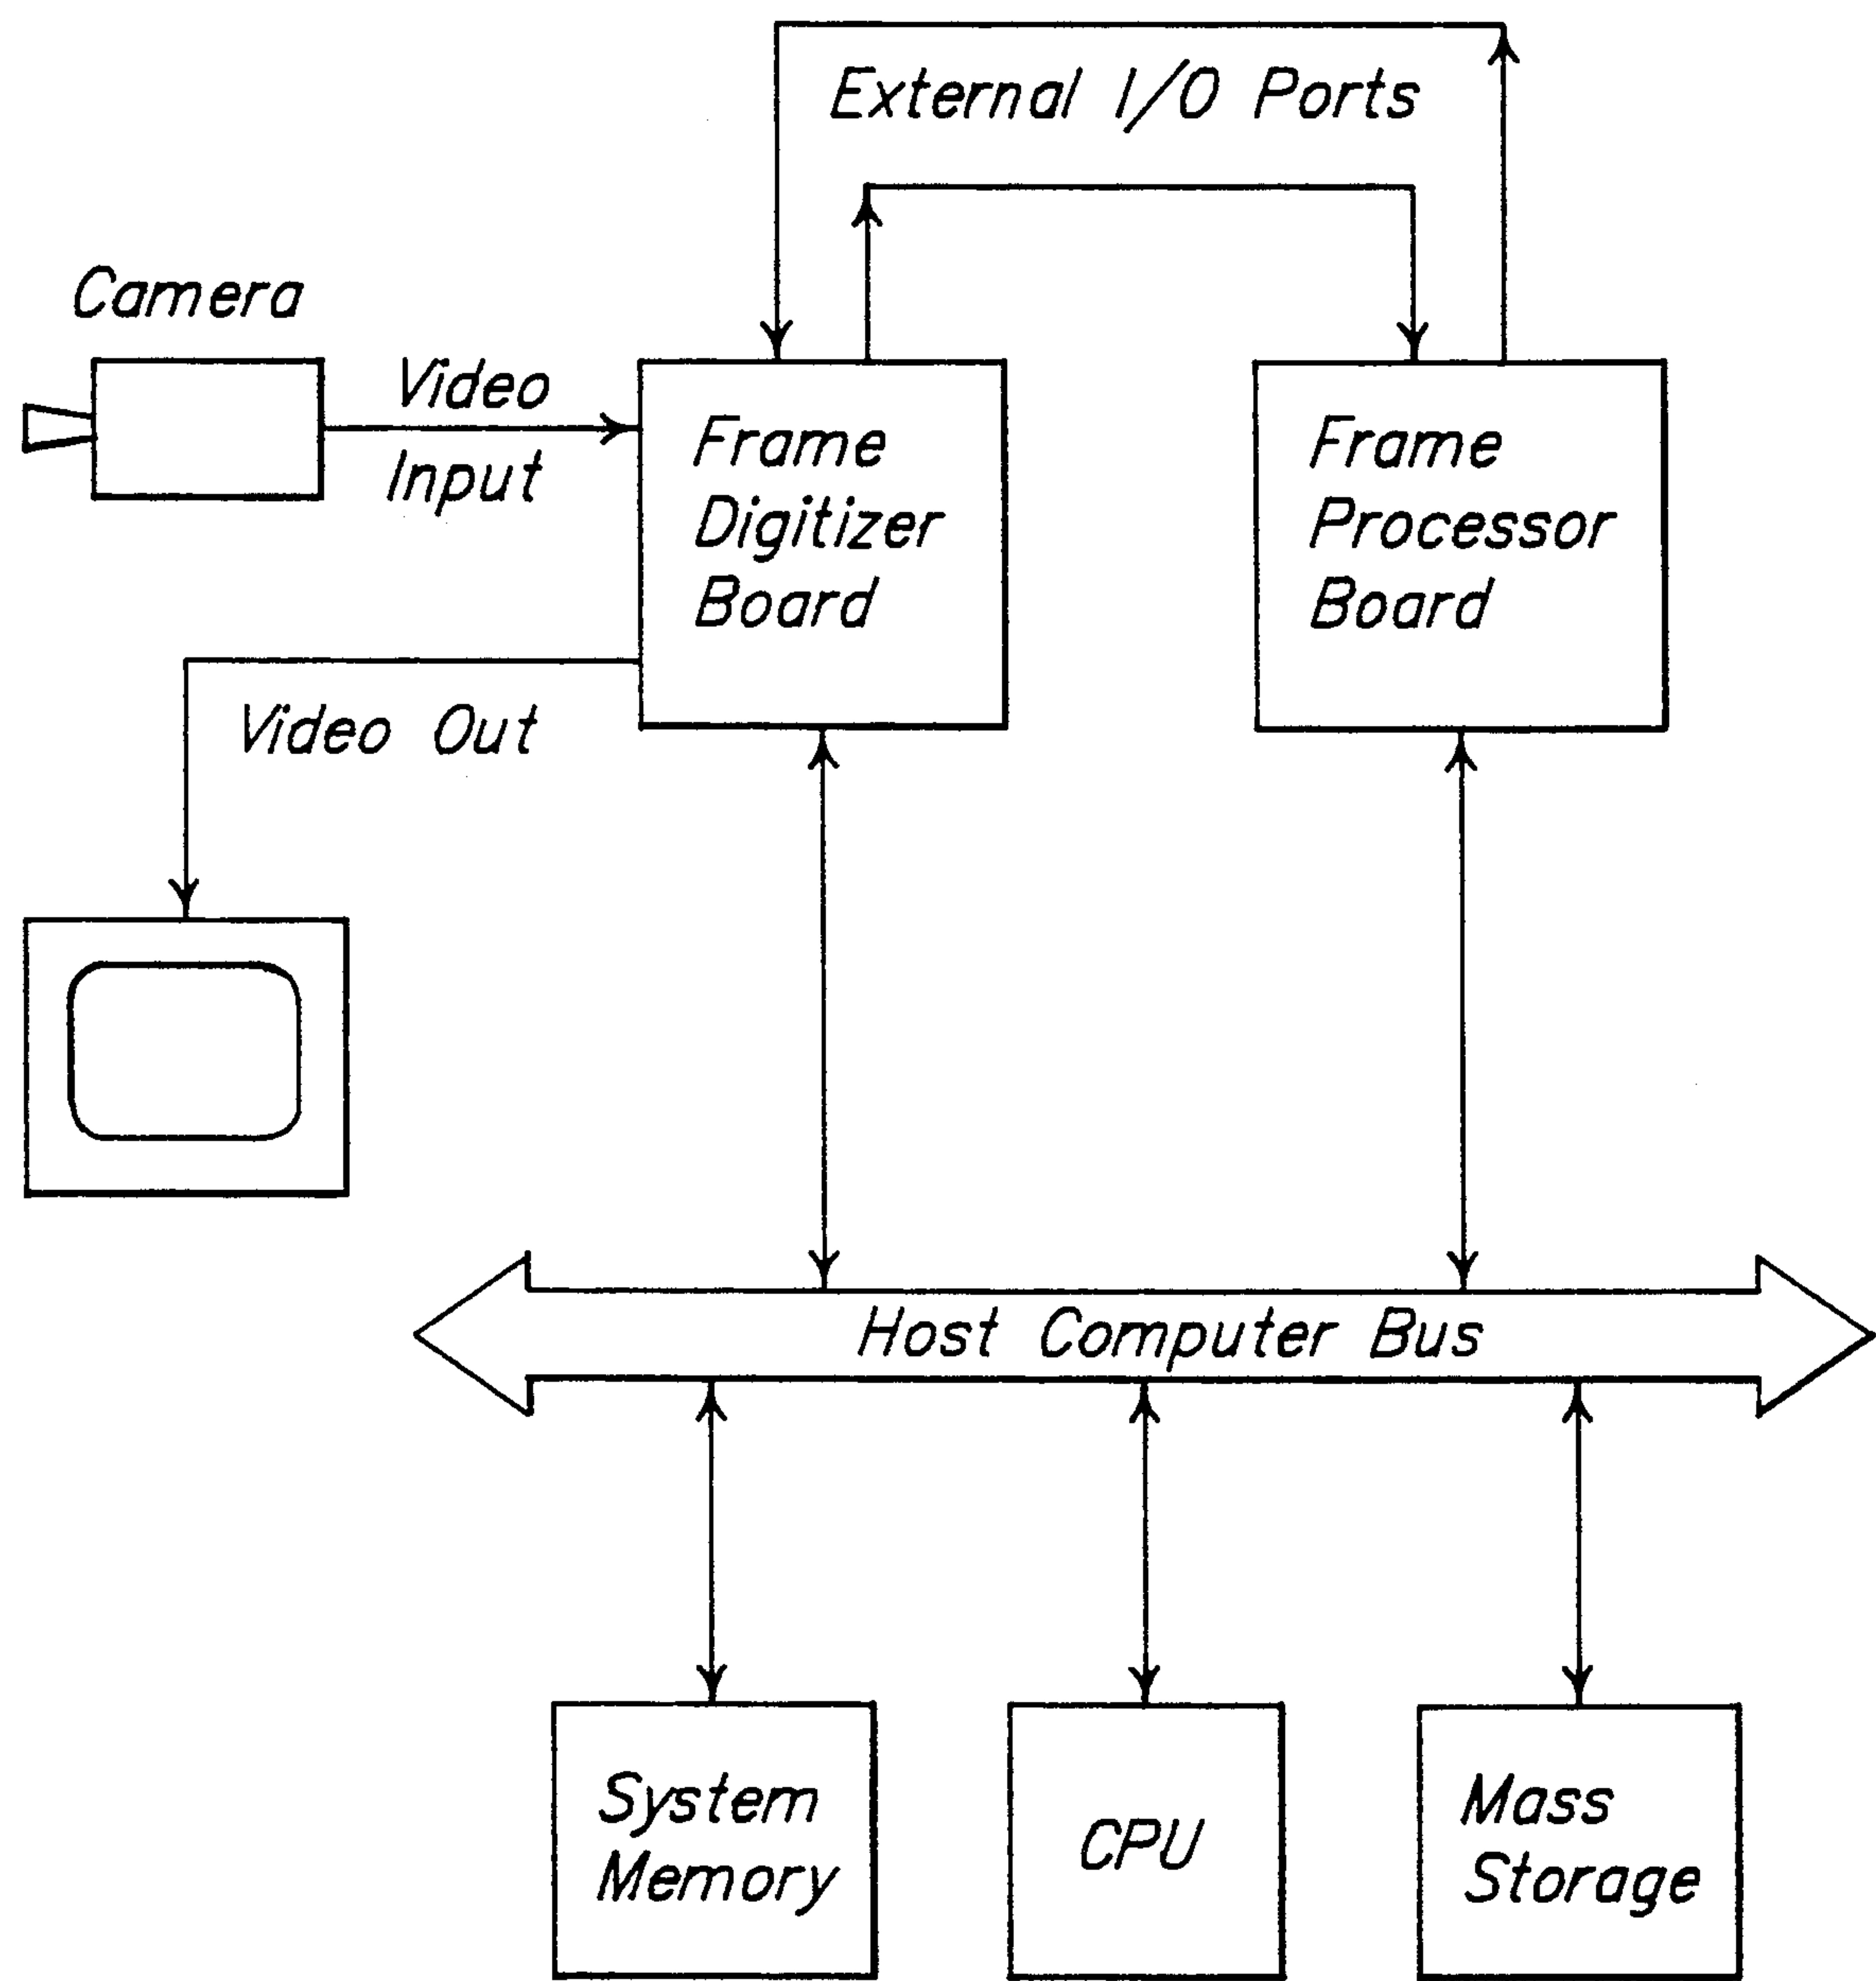 External I/O Ports
Camera
Video
Input
Frame
Digitizer
Board
Frame
Processor
Board
Video Out
Host Computer Bus
System
Memory
CPU
Mass
Storage